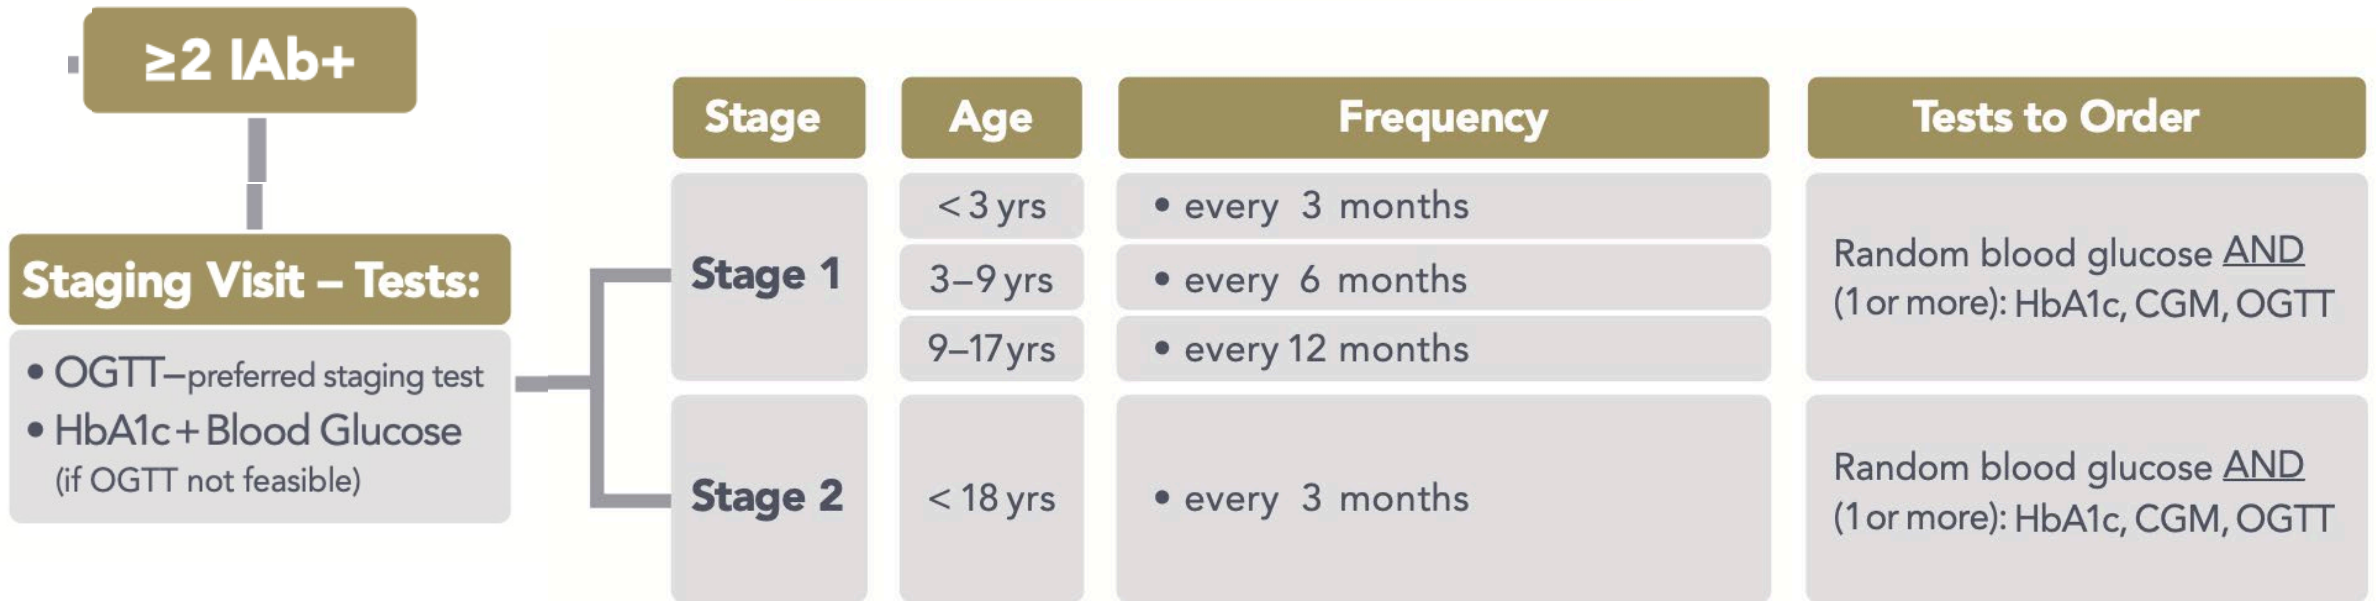 ≥2 IAb+
Staging Visit – Tests:
• OGTT–preferred staging test
• HbA1c + Blood Glucose
(if OGTT not feasible)
Stage
Age
Frequency
Tests to Order
Stage 1
< 3 yrs
• every 3 months
3–9 yrs
• every 6 months
9–17 yrs
• every 12 months
Random blood glucose AND
(1 or more): HbA1c, CGM, OGTT
Stage 2
< 18 yrs
• every 3 months
Random blood glucose AND
(1 or more): HbA1c, CGM, OGTT